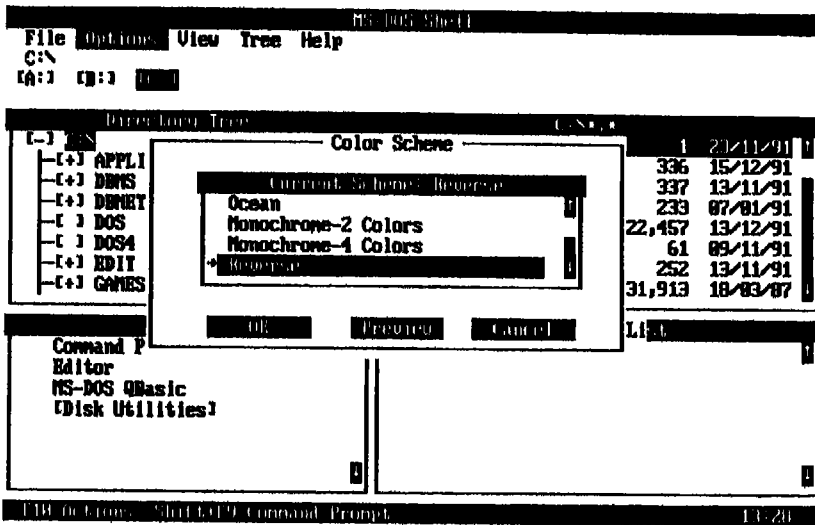 MS-DOS Shell
File Options View Tree Help
C:\
[A:] [B:] [C:]
Directory Tree C:\*.*
[-] C:\ 1 23/11/91
[+] APPLI 336 15/12/91
[+] DBMS 337 13/11/91
[+] DBMET 233 07/01/91
[ ] DOS 22,457 13/12/91
[ ] DOS4 61 09/11/91
[+] EDIT 252 13/11/91
[+] GAMES 31,913 18/03/87
Color Scheme
Current Scheme: Reverse
Ocean
Monochrome-2 Colors
Monochrome-4 Colors
Reverse
OK Preview Cancel
List
Command P
Editor
MS-DOS QBasic
[Disk Utilities]
F10=Actions Shift+F9=Command Prompt 13:20